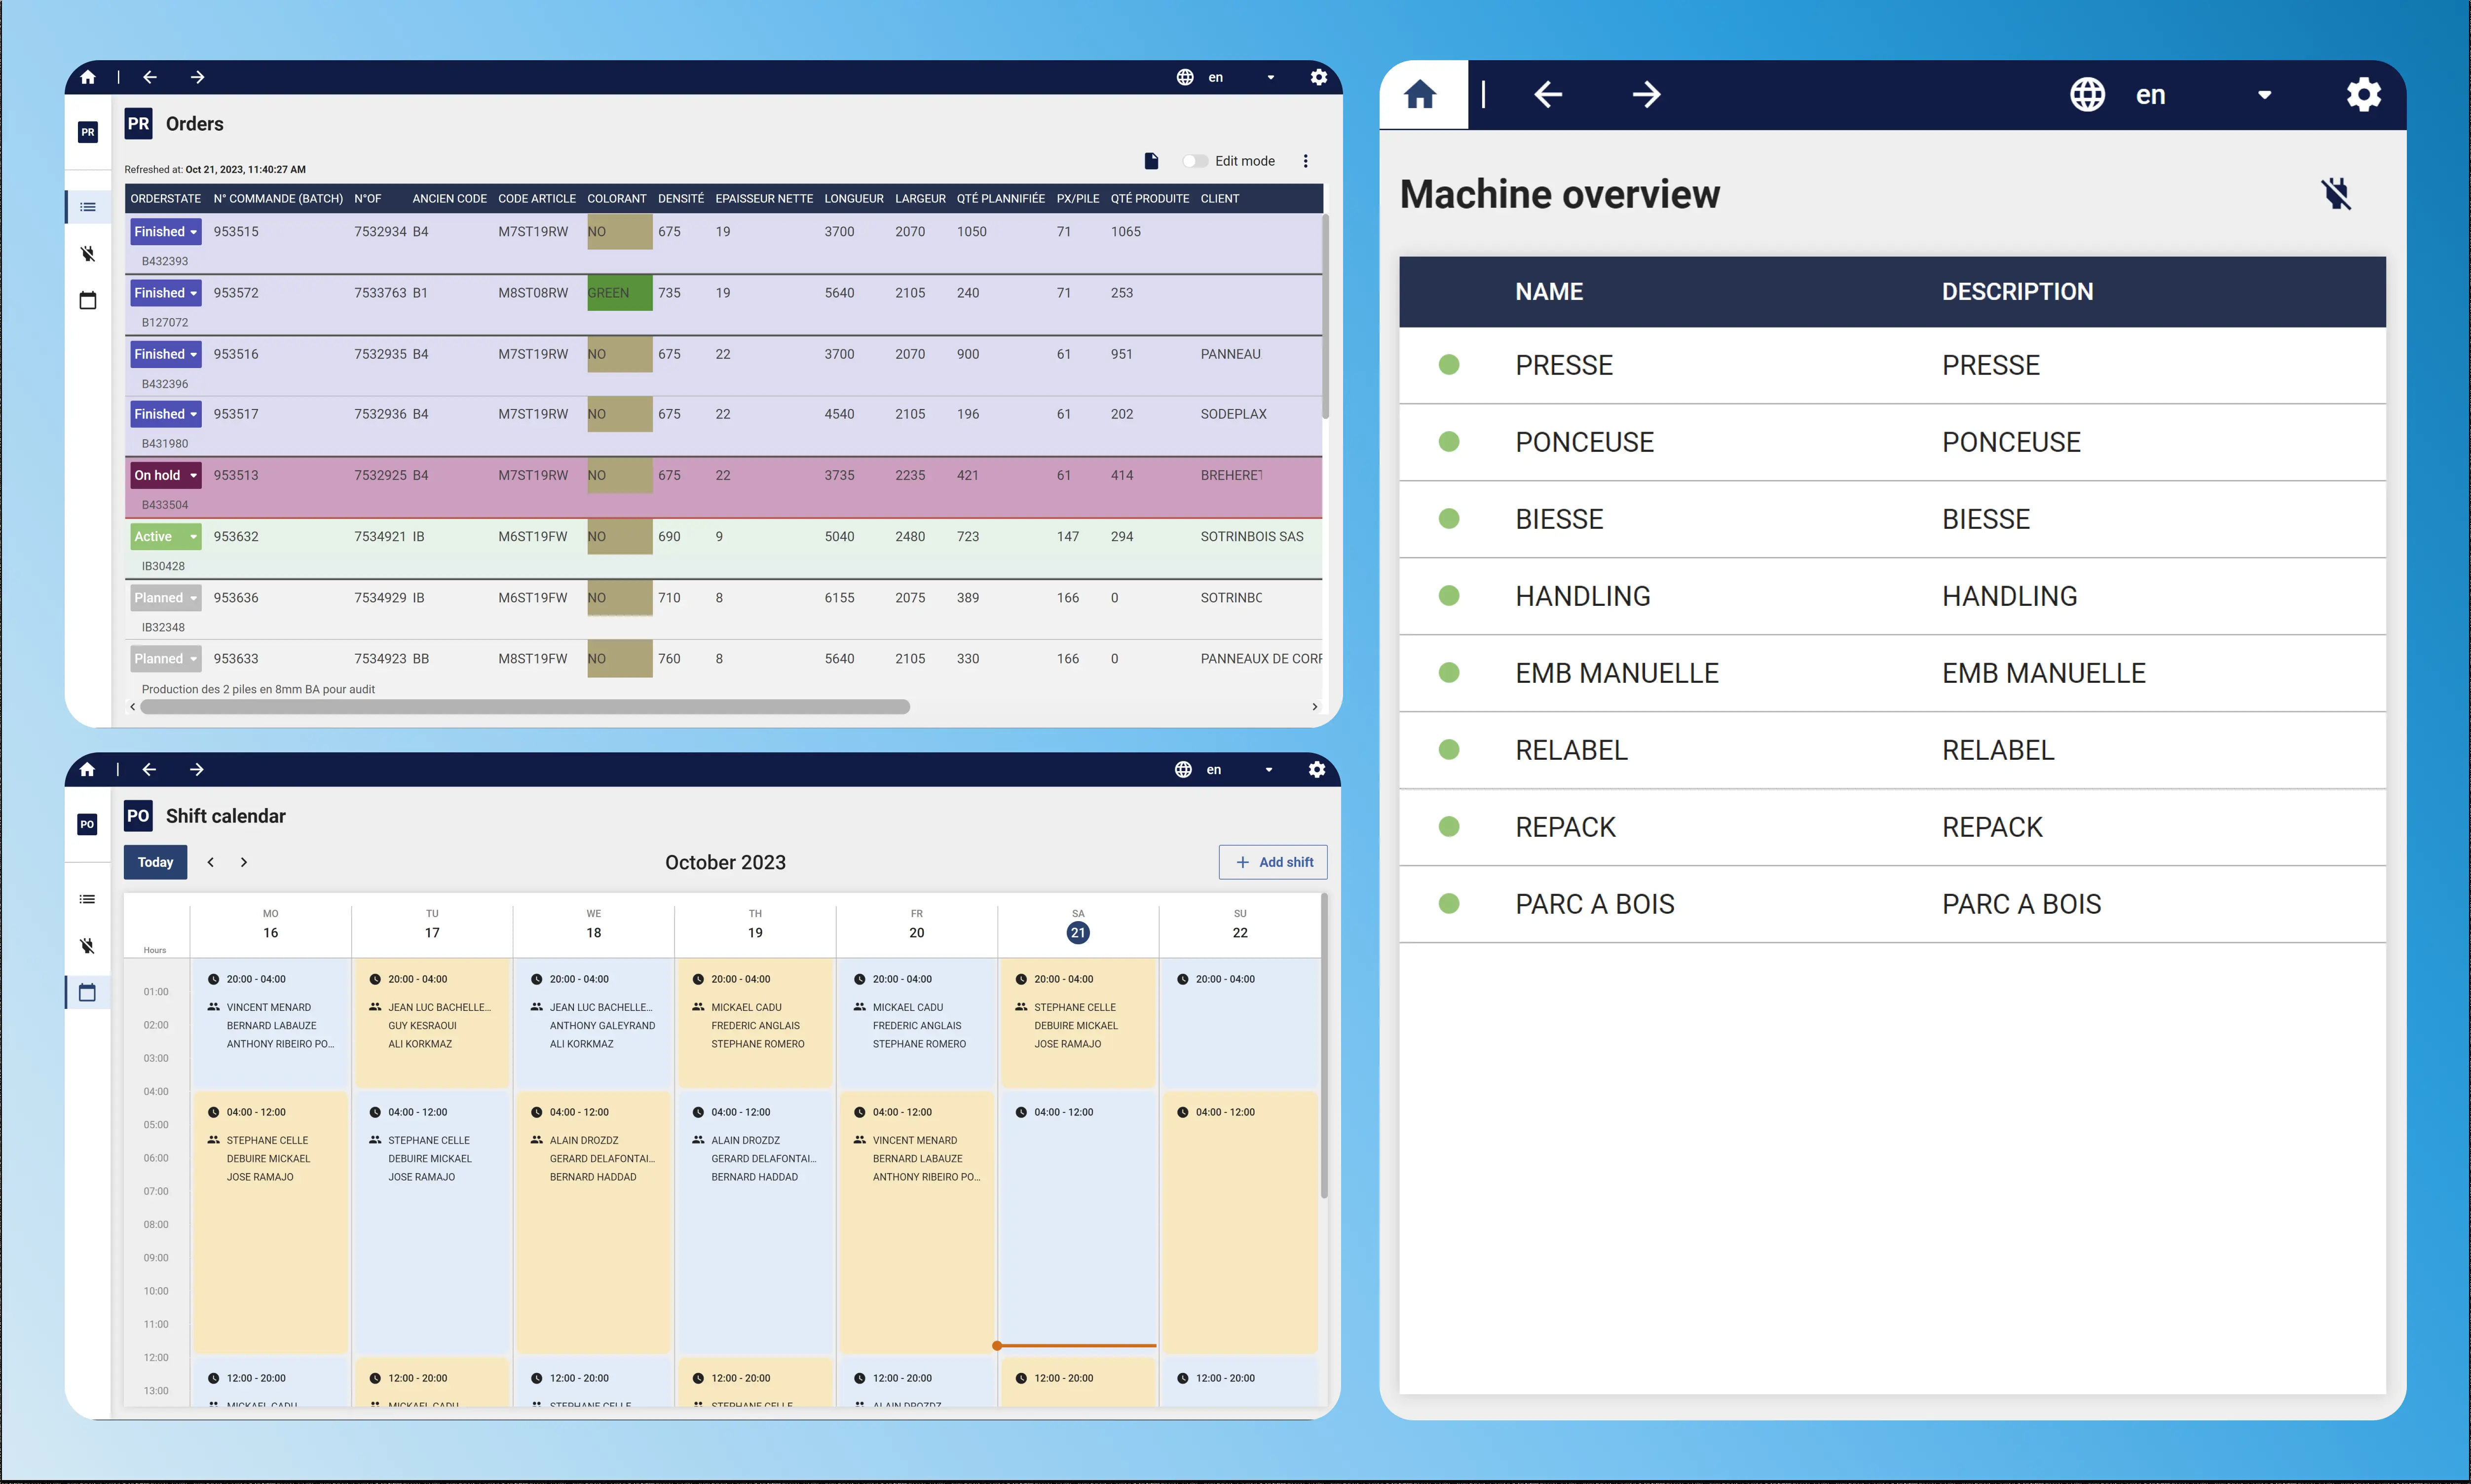 en
PR
PR Orders
Refreshed at: Oct 21, 2023, 11:40:27 AM
Edit mode
ORDERSTATE N° COMMANDE (BATCH) N°OF ANCIEN CODE CODE ARTICLE COLORANT DENSITÉ EPAISSEUR NETTE LONGUEUR LARGEUR QTÉ PLANNIFIÉE PX/PILE QTÉ PRODUITE CLIENT
Finished 953515 7532934 B4 M7ST19RW NO 675 19 3700 2070 1050 71 1065
B432393
Finished 953572 7533763 B1 M8ST08RW GREEN 735 19 5640 2105 240 71 253
B127072
Finished 953516 7532935 B4 M7ST19RW NO 675 22 3700 2070 900 61 951 PANNEAU
B432396
Finished 953517 7532936 B4 M7ST19RW NO 675 22 4540 2105 196 61 202 SODEPLAX
B431980
On hold 953513 7532925 B4 M7ST19RW NO 675 22 3735 2235 421 61 414 BREHERET
B433504
Active 953632 7534921 IB M6ST19FW NO 690 9 5040 2480 723 147 294 SOTRINBOIS SAS
IB30428
Planned 953636 7534929 IB M6ST19FW NO 710 8 6155 2075 389 166 0 SOTRINBC
IB32348
Planned 953633 7534923 BB M8ST19FW NO 760 8 5640 2105 330 166 0 PANNEAUX DE CORF
Production des 2 piles en 8mm BA pour audit
en
PO
PO Shift calendar
Today October 2023 + Add shift
MO TU WE TH FR SA SU
Hours 16 17 18 19 20 21 22
20:00 - 04:00 20:00 - 04:00 20:00 - 04:00 20:00 - 04:00 20:00 - 04:00 20:00 - 04:00 20:00 - 04:00
01:00
VINCENT MENARD JEAN LUC BACHELLE... JEAN LUC BACHELLE... MICKAEL CADU MICKAEL CADU STEPHANE CELLE
02:00 BERNARD LABAUZE GUY KESRAOUI ANTHONY GALEYRAND FREDERIC ANGLAIS FREDERIC ANGLAIS DEBUIRE MICKAEL
ANTHONY RIBEIRO PO... ALI KORKMAZ ALI KORKMAZ STEPHANE ROMERO STEPHANE ROMERO JOSE RAMAJO
03:00
04:00
04:00 - 12:00 04:00 - 12:00 04:00 - 12:00 04:00 - 12:00 04:00 - 12:00 04:00 - 12:00 04:00 - 12:00
05:00
STEPHANE CELLE STEPHANE CELLE ALAIN DROZDZ ALAIN DROZDZ VINCENT MENARD
06:00 DEBUIRE MICKAEL DEBUIRE MICKAEL GERARD DELAFONTAI... GERARD DELAFONTAI... BERNARD LABAUZE
JOSE RAMAJO JOSE RAMAJO BERNARD HADDAD BERNARD HADDAD ANTHONY RIBEIRO PO...
07:00
08:00
09:00
10:00
11:00
12:00
12:00 - 20:00 12:00 - 20:00 12:00 - 20:00 12:00 - 20:00 12:00 - 20:00 12:00 - 20:00 12:00 - 20:00
13:00
MICKAEL CADU MICKAEL CADU STEPHANE CELLE STEPHANE CELLE ALAIN DROZDZ
en
Machine overview
NAME DESCRIPTION
PRESSE PRESSE
PONCEUSE PONCEUSE
BIESSE BIESSE
HANDLING HANDLING
EMB MANUELLE EMB MANUELLE
RELABEL RELABEL
REPACK REPACK
PARC A BOIS PARC A BOIS